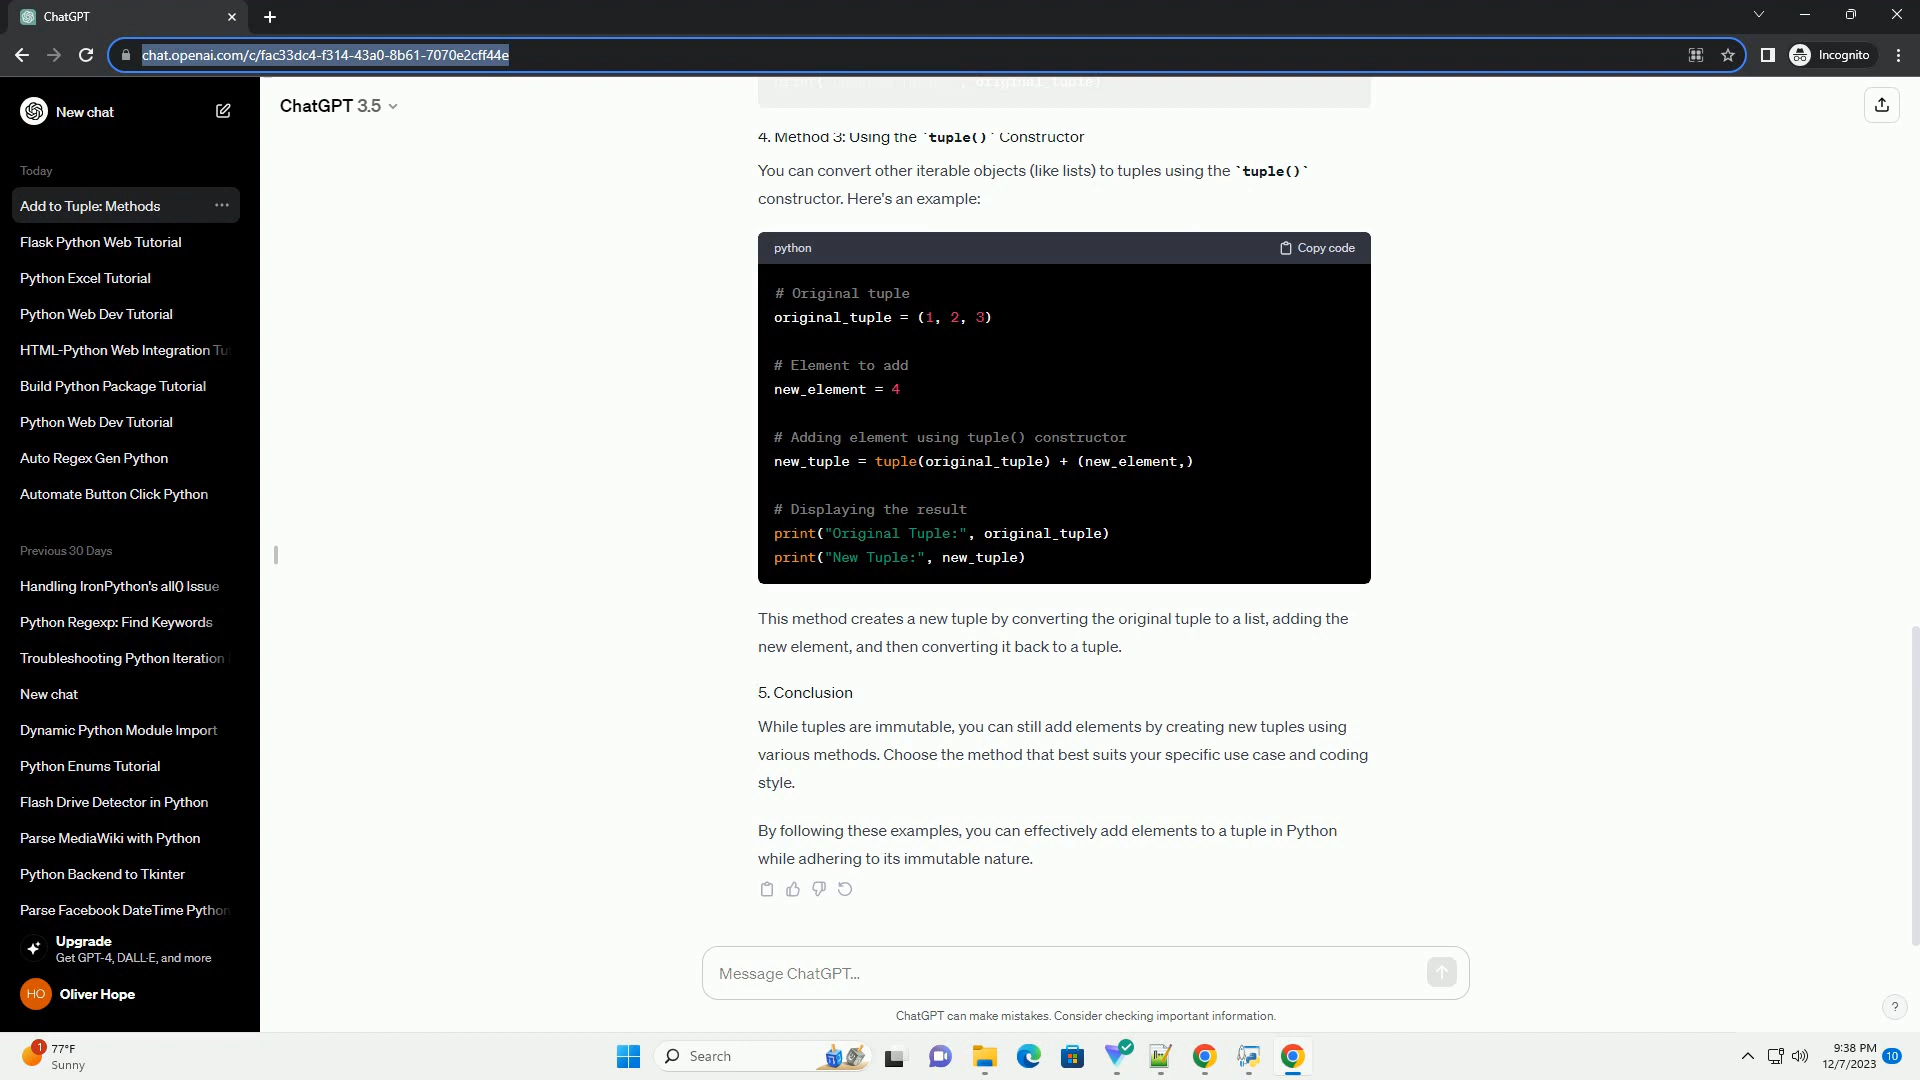 ChatGPT
chat.openai.com/c/fac33dc4-f314-43a0-8b61-7070e2cff44e
Incognito
New chat
Today
Add to Tuple: Methods
Flask Python Web Tutorial
Python Excel Tutorial
Python Web Dev Tutorial
HTML-Python Web Integration Tu
Build Python Package Tutorial
Python Web Dev Tutorial
Auto Regex Gen Python
Automate Button Click Python
Previous 30 Days
Handling IronPython's all() Issue
Python Regexp: Find Keywords
Troubleshooting Python Iteration
New chat
Dynamic Python Module Import
Python Enums Tutorial
Flash Drive Detector in Python
Parse MediaWiki with Python
Python Backend to Tkinter
Parse Facebook DateTime Python
Upgrade
Get GPT-4, DALL·E, and more
HO Oliver Hope
ChatGPT 3.5
4. Method 3: Using the `tuple()` Constructor
You can convert other iterable objects (like lists) to tuples using the `tuple()`
constructor. Here's an example:
python
Copy code
# Original tuple
original_tuple = (1, 2, 3)
# Element to add
new_element = 4
# Adding element using tuple() constructor
new_tuple = tuple(original_tuple) + (new_element,)
# Displaying the result
print("Original Tuple:", original_tuple)
print("New Tuple:", new_tuple)
This method creates a new tuple by converting the original tuple to a list, adding the
new element, and then converting it back to a tuple.
5. Conclusion
While tuples are immutable, you can still add elements by creating new tuples using
various methods. Choose the method that best suits your specific use case and coding
style.
By following these examples, you can effectively add elements to a tuple in Python
while adhering to its immutable nature.
Message ChatGPT...
ChatGPT can make mistakes. Consider checking important information.
?
1
77°F
Sunny
Search
9:38 PM
12/7/2023
10